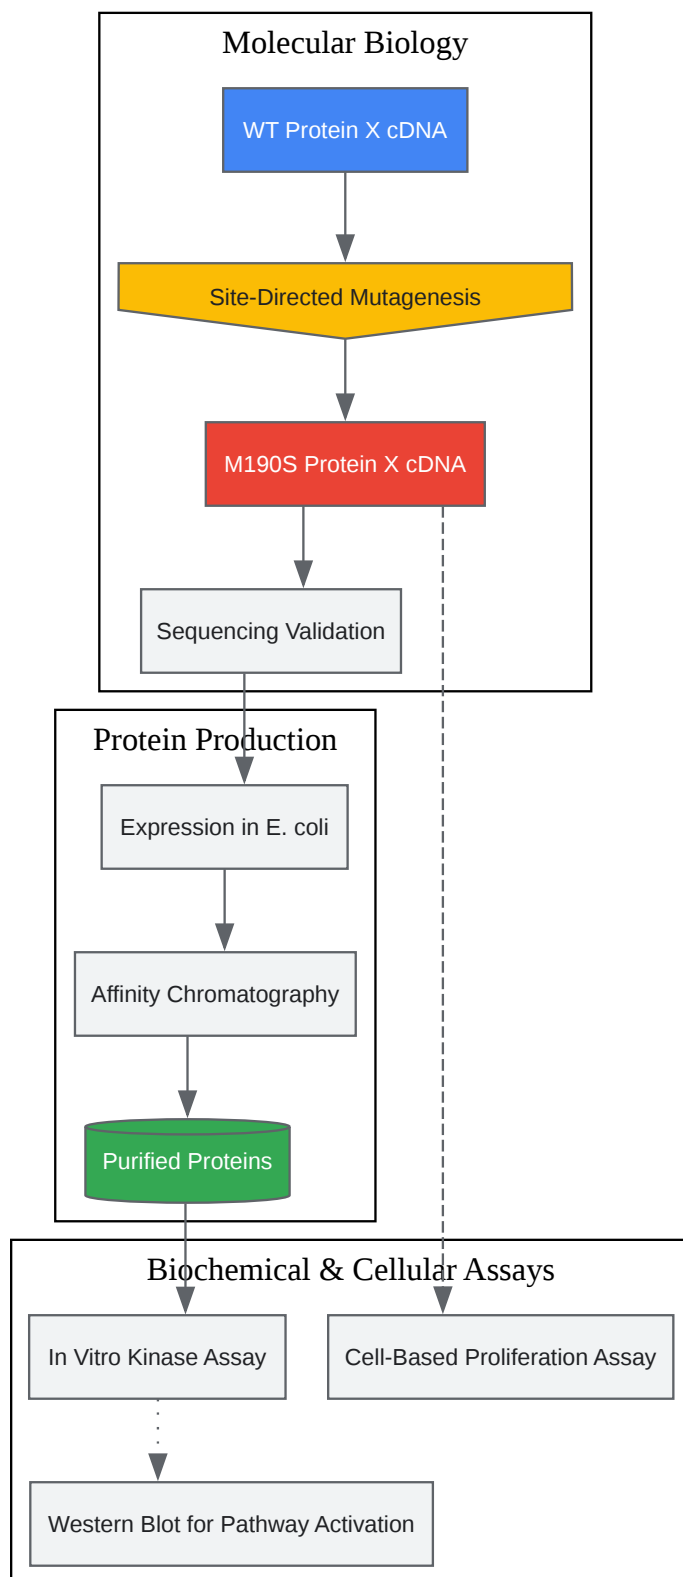 Molecular Biology
WT Protein X cDNA
Site-Directed Mutagenesis
M190S Protein X cDNA
Sequencing Validation
Protein Production
Expression in E. coli
Affinity Chromatography
Purified Proteins
Biochemical & Cellular Assays
In Vitro Kinase Assay
Cell-Based Proliferation Assay
Western Blot for Pathway Activation